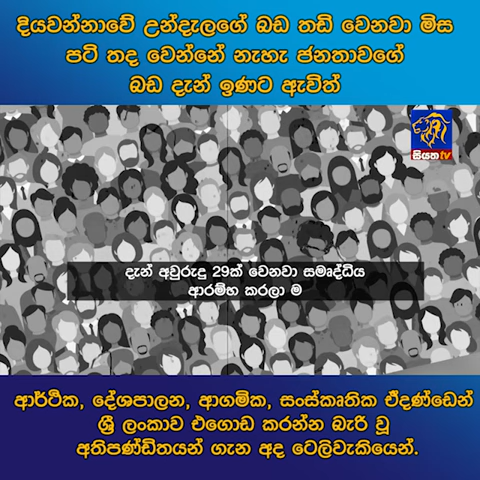 දියවන්නාවේ උන්දැලගේ බඩ තඩි වෙනවා මිස
පටි තද වෙන්නේ නැහැ ජනතාවගේ
බඩ දැන් ඉණට ඇවිත්
සියත tv
දැන් අවුරුදු 29ක් වෙනවා සමෘද්ධිය
ආරම්භ කරලා ම
ආර්ථික, දේශපාලන, ආගමික, සංස්කෘතික ඒදණ්ඩෙන්
ශ්‍රී ලංකාව එගොඩ කරන්න බැරි වූ
අතිපණ්ඩිතයන් ගැන අද ටෙලිවැකියෙන්.